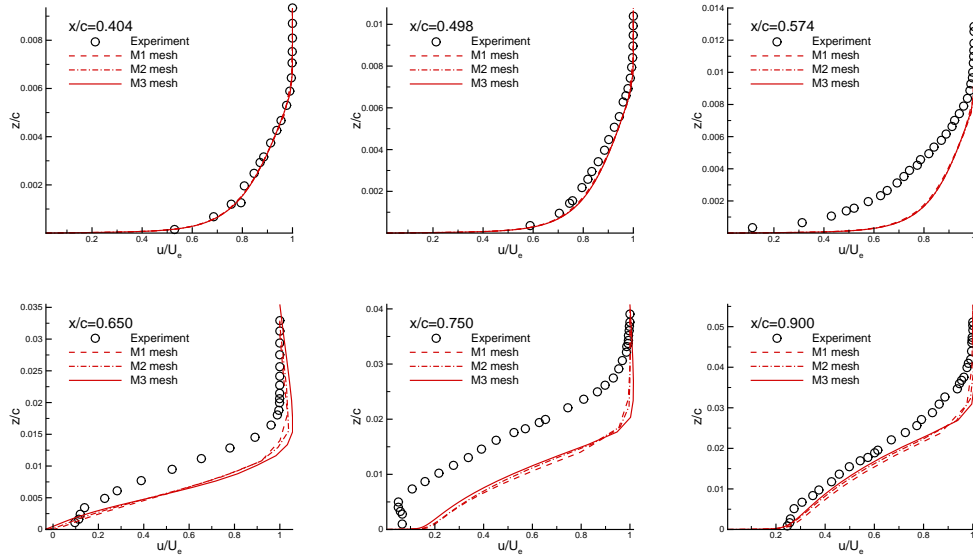 x/c=0.404
Experiment
M1 mesh
M2 mesh
M3 mesh
z/c
0.008
0.006
0.004
0.002
0.2 0.4 0.6 0.8 1
u/Ue
x/c=0.498
Experiment
M1 mesh
M2 mesh
M3 mesh
z/c
0.01
0.008
0.006
0.004
0.002
0.2 0.4 0.6 0.8 1
u/Ue
x/c=0.574
Experiment
M1 mesh
M2 mesh
M3 mesh
z/c
0.014
0.012
0.01
0.008
0.006
0.004
0.002
0.2 0.4 0.6 0.8 1
u/Ue
x/c=0.650
Experiment
M1 mesh
M2 mesh
M3 mesh
z/c
0.035
0.03
0.025
0.02
0.015
0.01
0.005
0
0 0.2 0.4 0.6 0.8 1
u/Ue
x/c=0.750
Experiment
M1 mesh
M2 mesh
M3 mesh
z/c
0.04
0.03
0.02
0.01
0
0.2 0.4 0.6 0.8 1
u/Ue
x/c=0.900
Experiment
M1 mesh
M2 mesh
M3 mesh
z/c
0.05
0.04
0.03
0.02
0.01
0
0.2 0.4 0.6 0.8 1
u/Ue